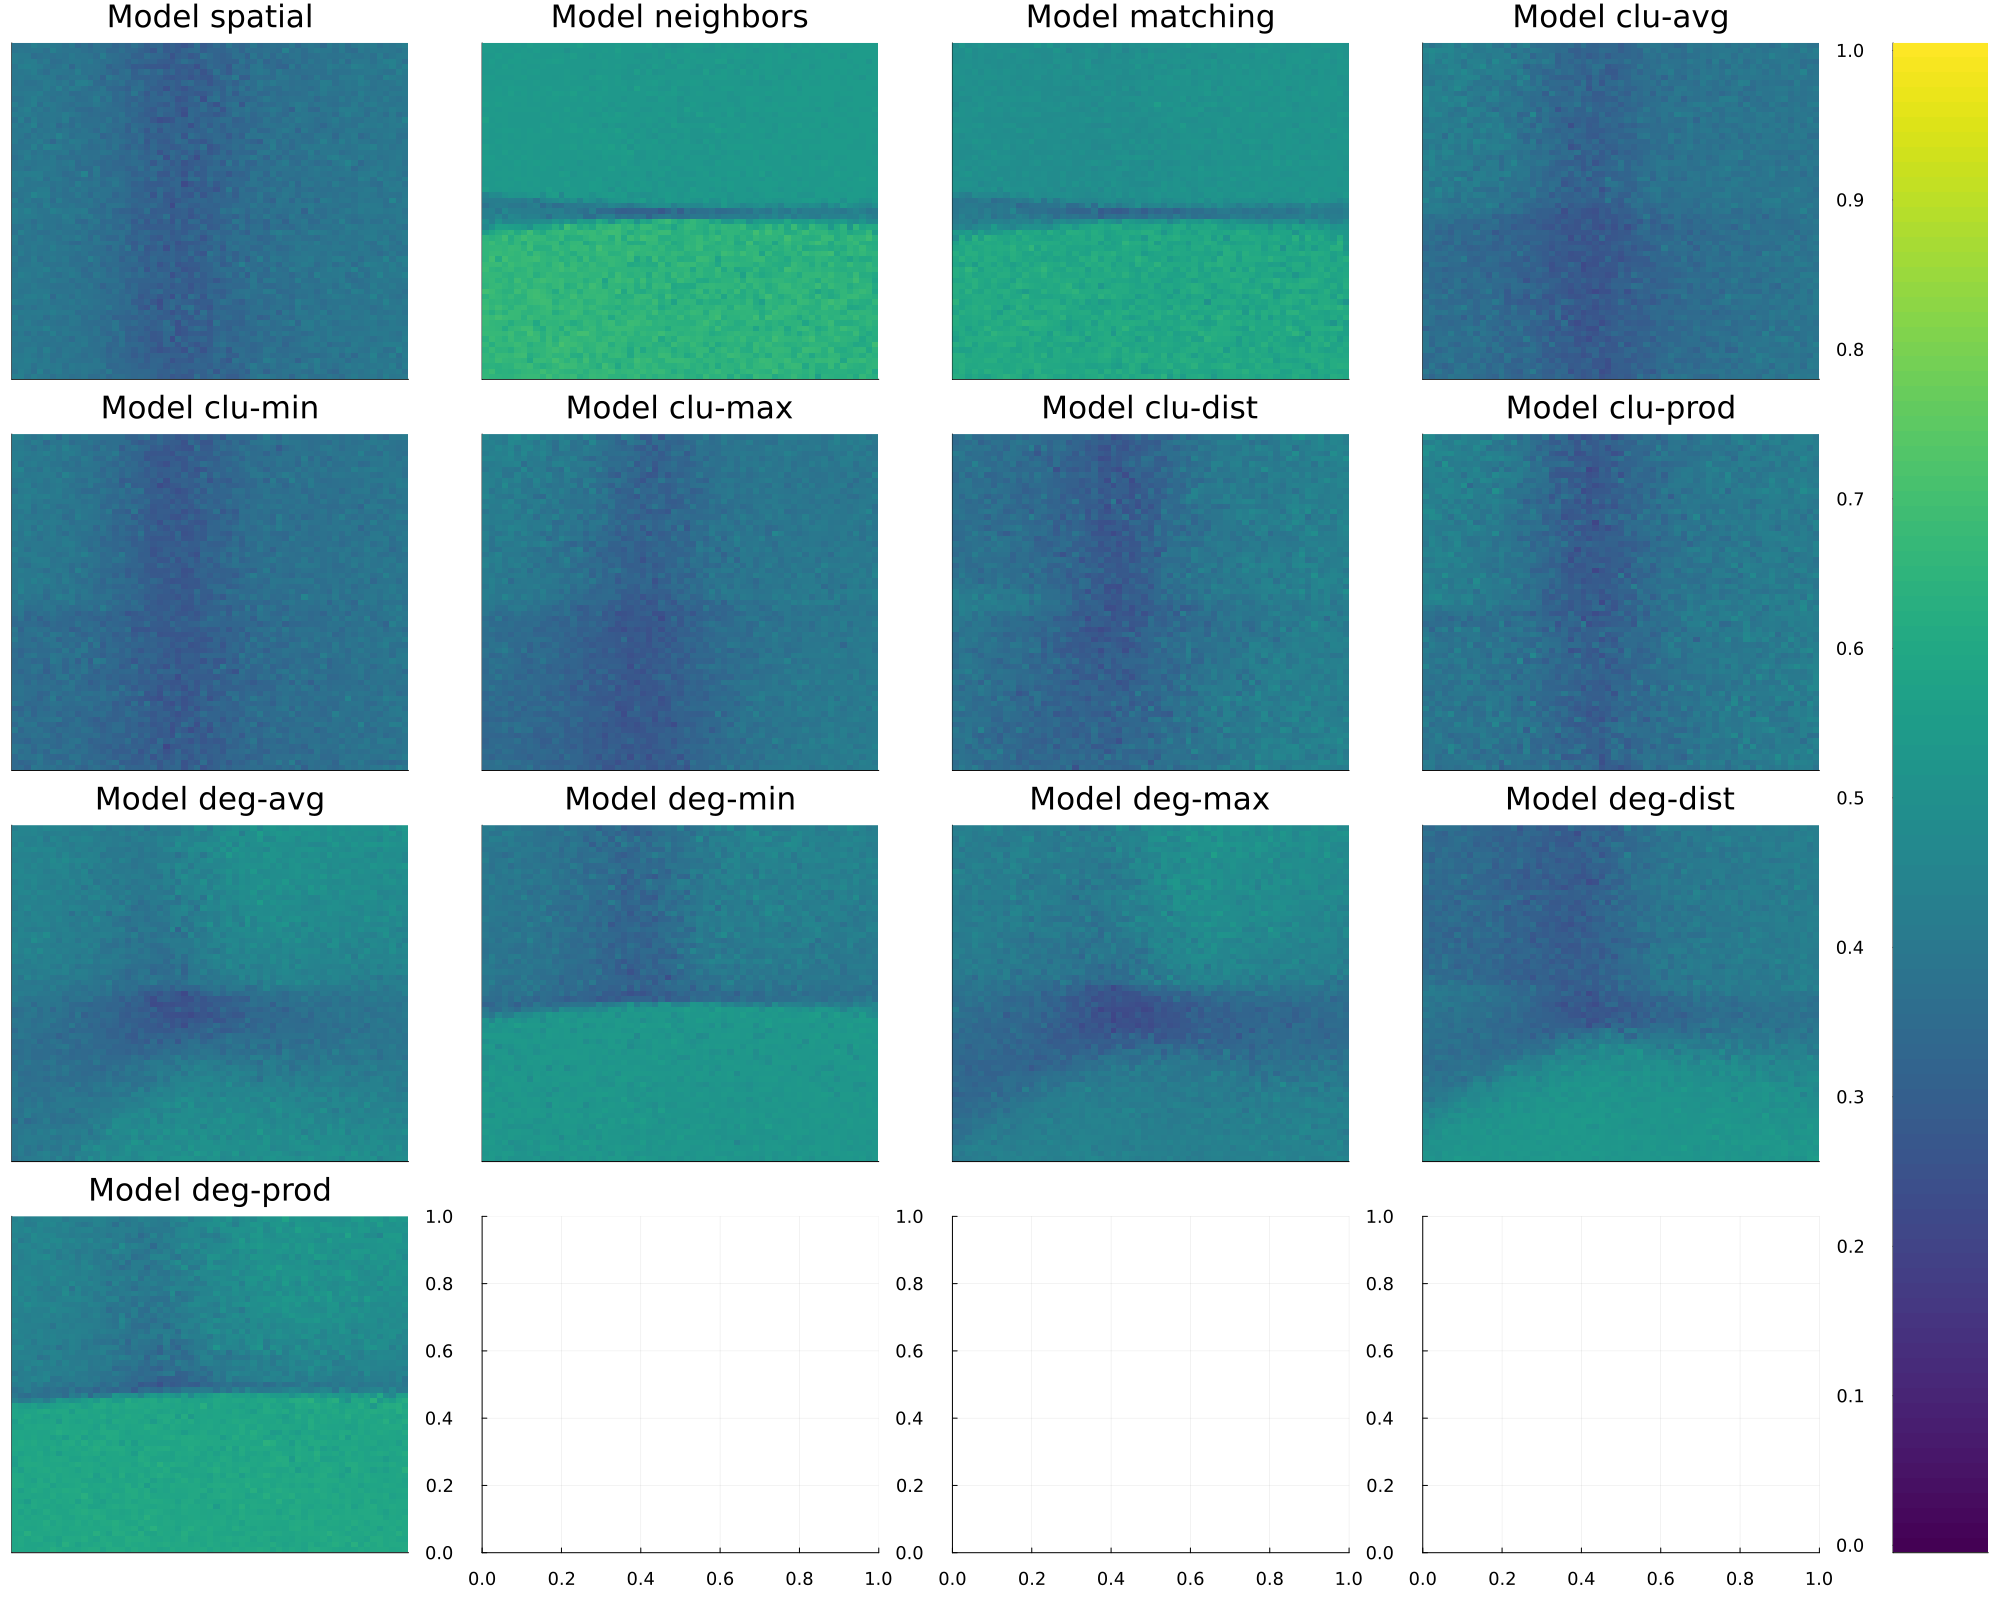 Model spatial
Model neighbors
Model matching
Model clu-avg
Model clu-min
Model clu-max
Model clu-dist
Model clu-prod
Model deg-avg
Model deg-min
Model deg-max
Model deg-dist
Model deg-prod
1.0
0.8
0.6
0.4
0.2
0.0
0.0 0.2 0.4 0.6 0.8 1.0
1.0
0.8
0.6
0.4
0.2
0.0
0.0 0.2 0.4 0.6 0.8 1.0
1.0
0.8
0.6
0.4
0.2
0.0
0.0 0.2 0.4 0.6 0.8 1.0
1.0
0.9
0.8
0.7
0.6
0.5
0.4
0.3
0.2
0.1
0.0